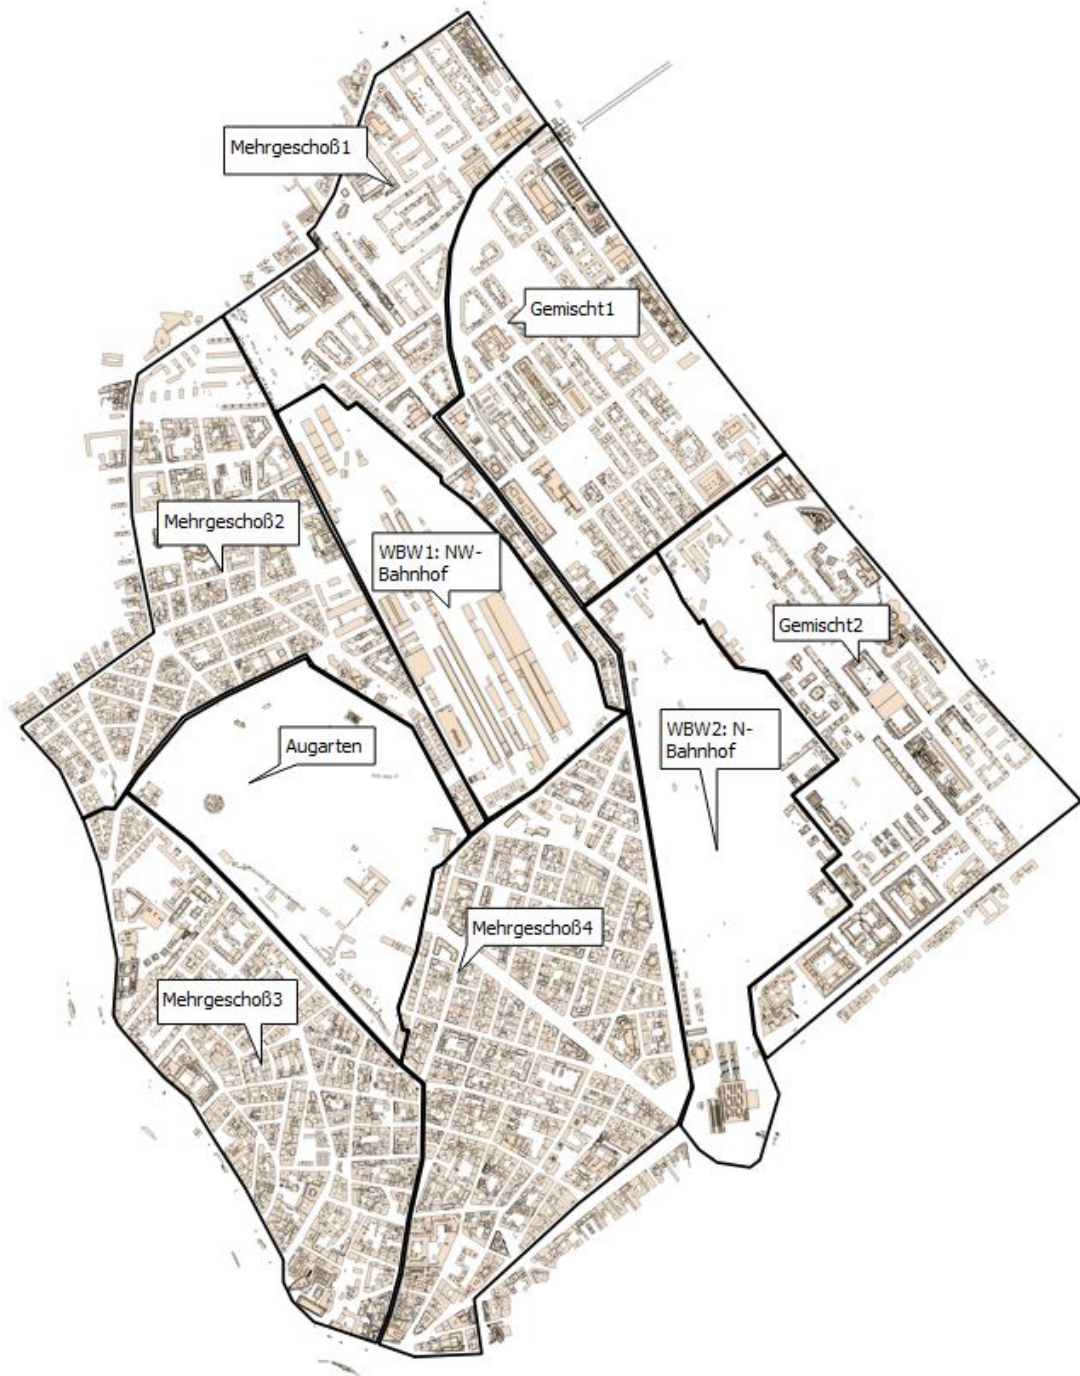 Mehrgeschoß1
Gemischt1
Mehrgeschoß2
WBW1: NW-
Bahnhof
Gemischt2
Augarten
WBW2: N-
Bahnhof
Mehrgeschoß4
Mehrgeschoß3